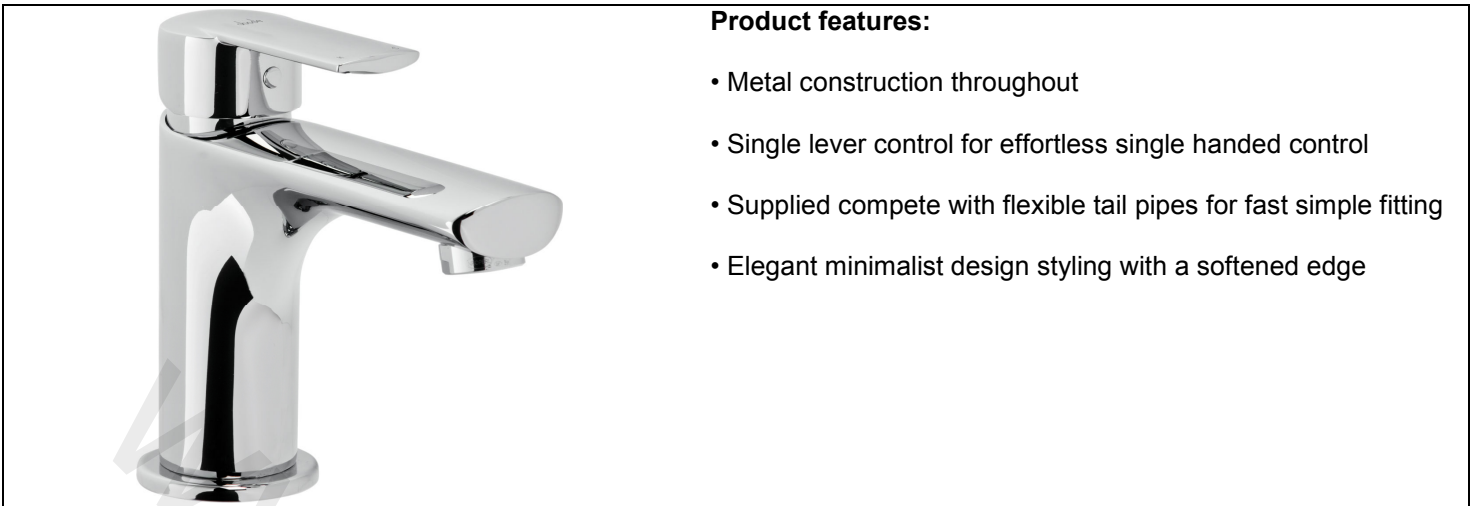 Product features:
• Metal construction throughout
• Single lever control for effortless single handed control
• Supplied compete with flexible tail pipes for fast simple fitting
• Elegant minimalist design styling with a softened edge